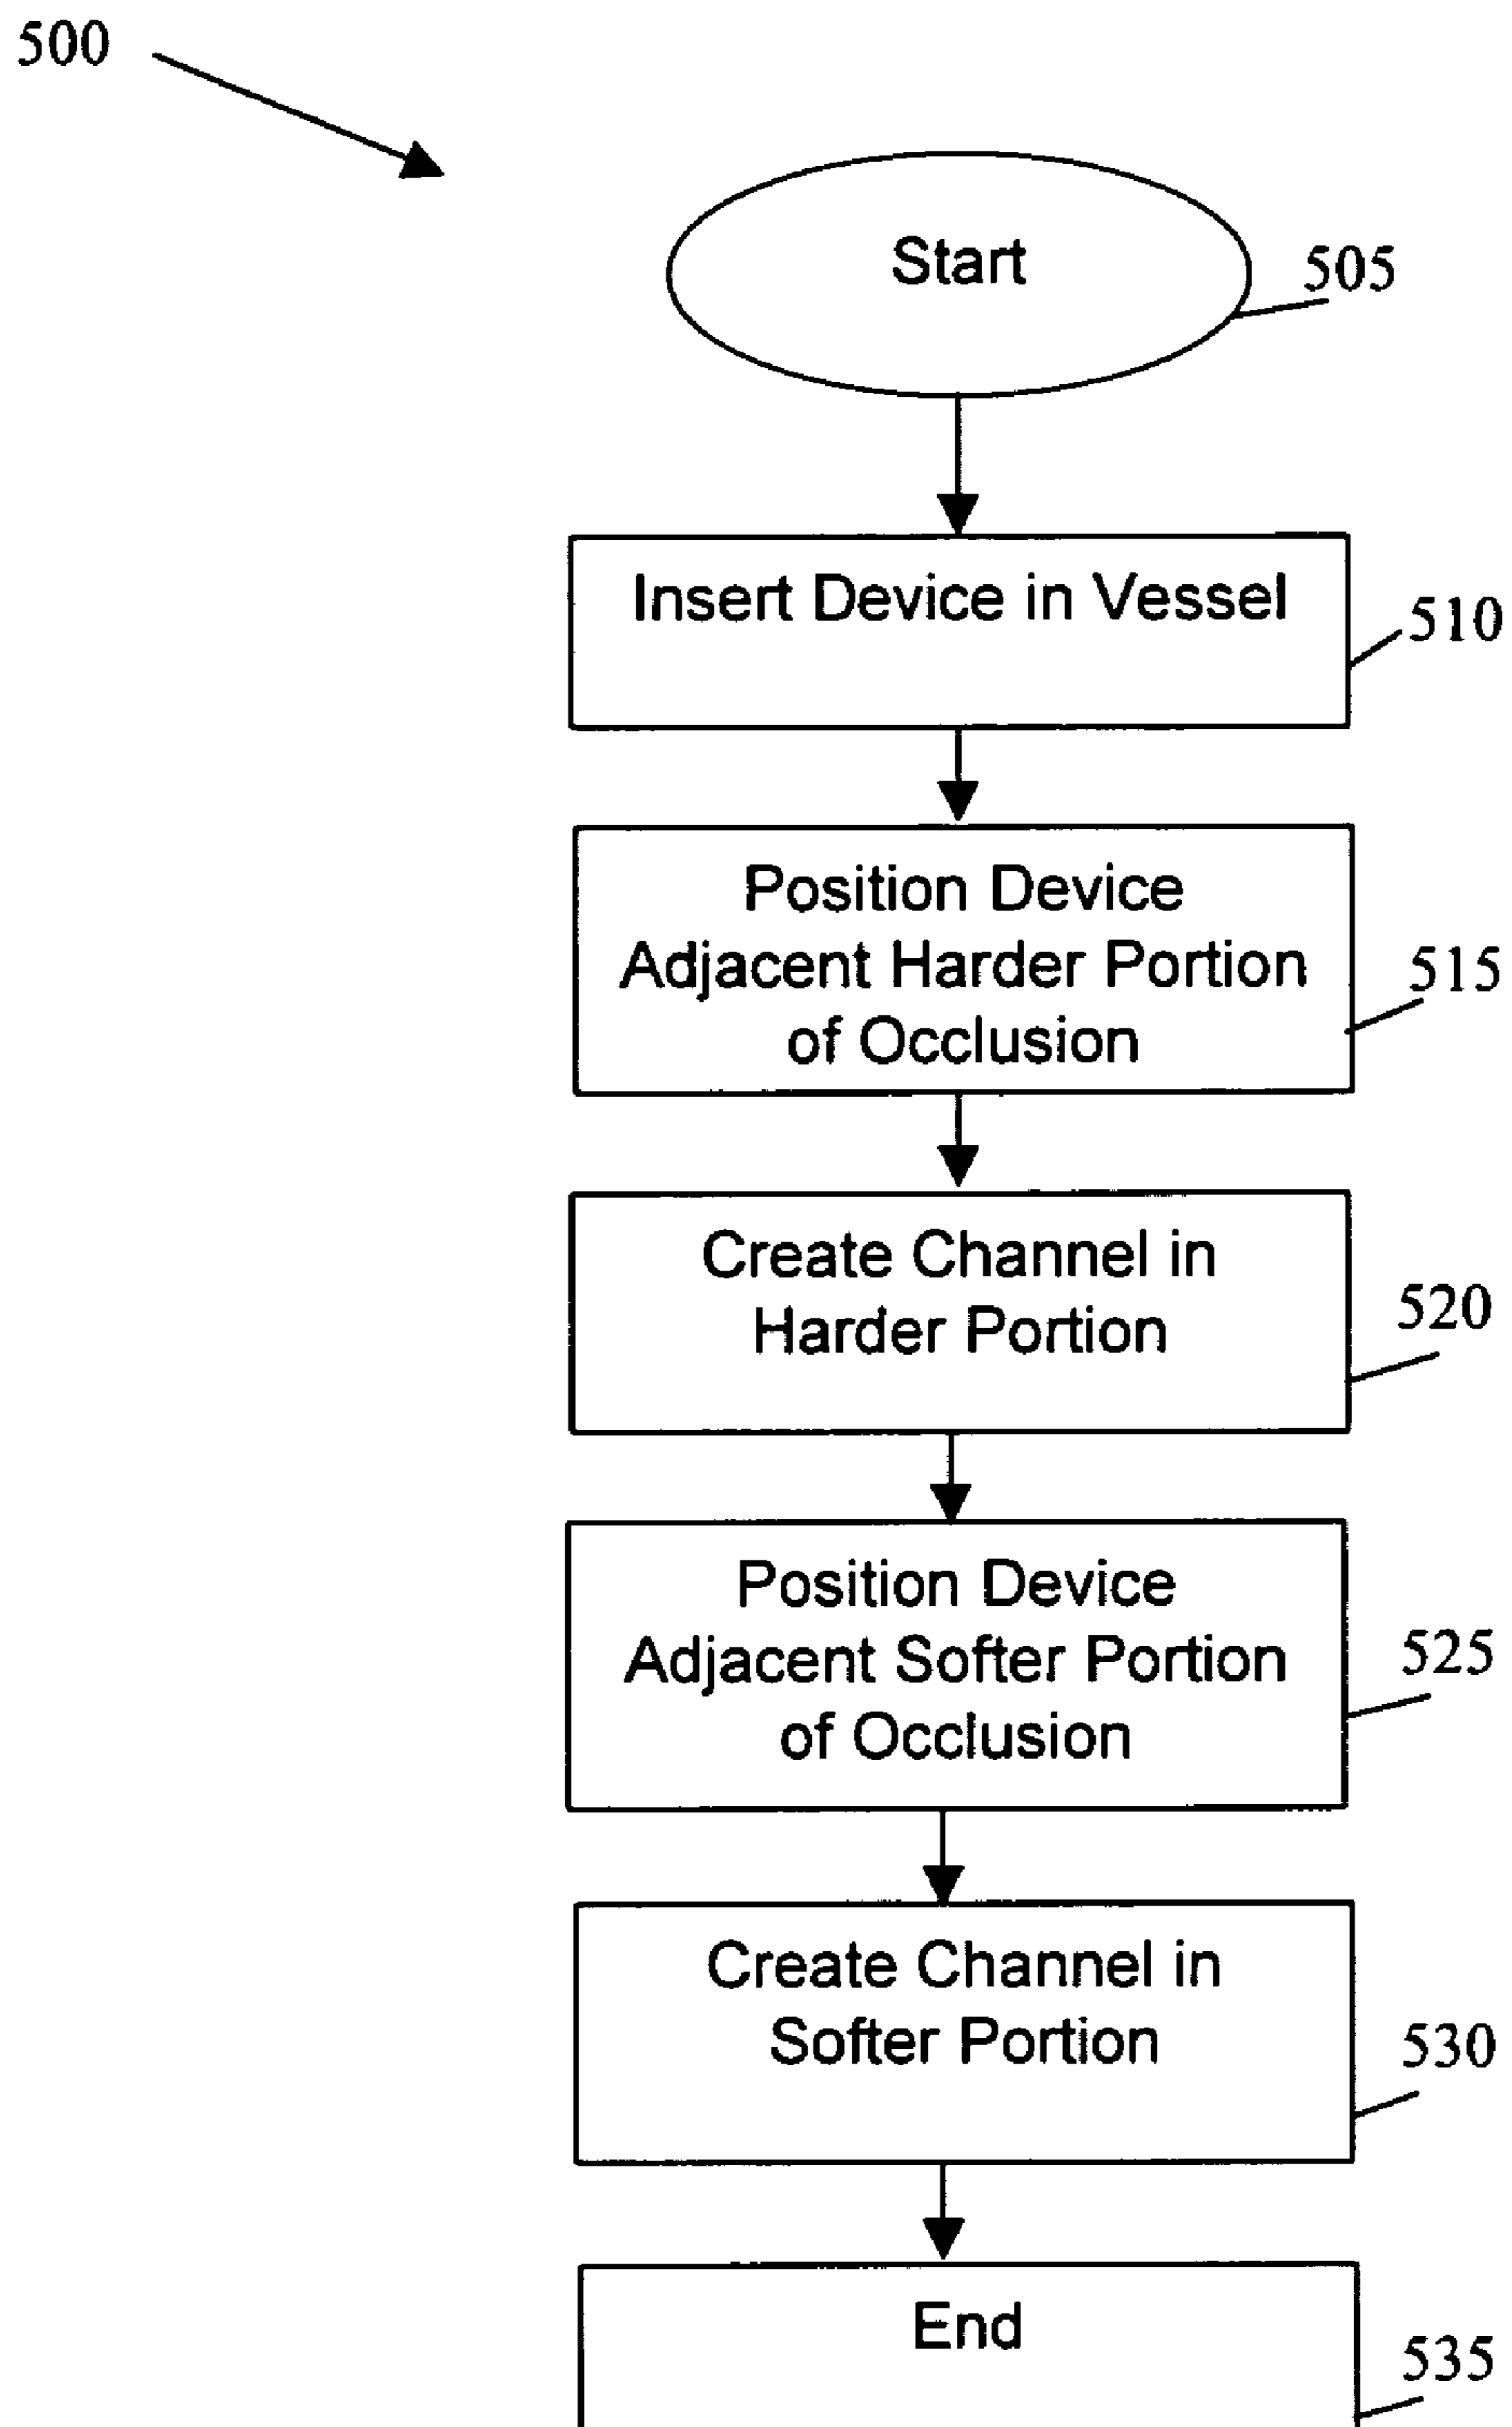 500
Start
505
Insert Device in Vessel
510
Position Device
Adjacent Harder Portion
of Occlusion
515
Create Channel in
Harder Portion
520
Position Device
Adjacent Softer Portion
of Occlusion
525
Create Channel in
Softer Portion
530
End
535